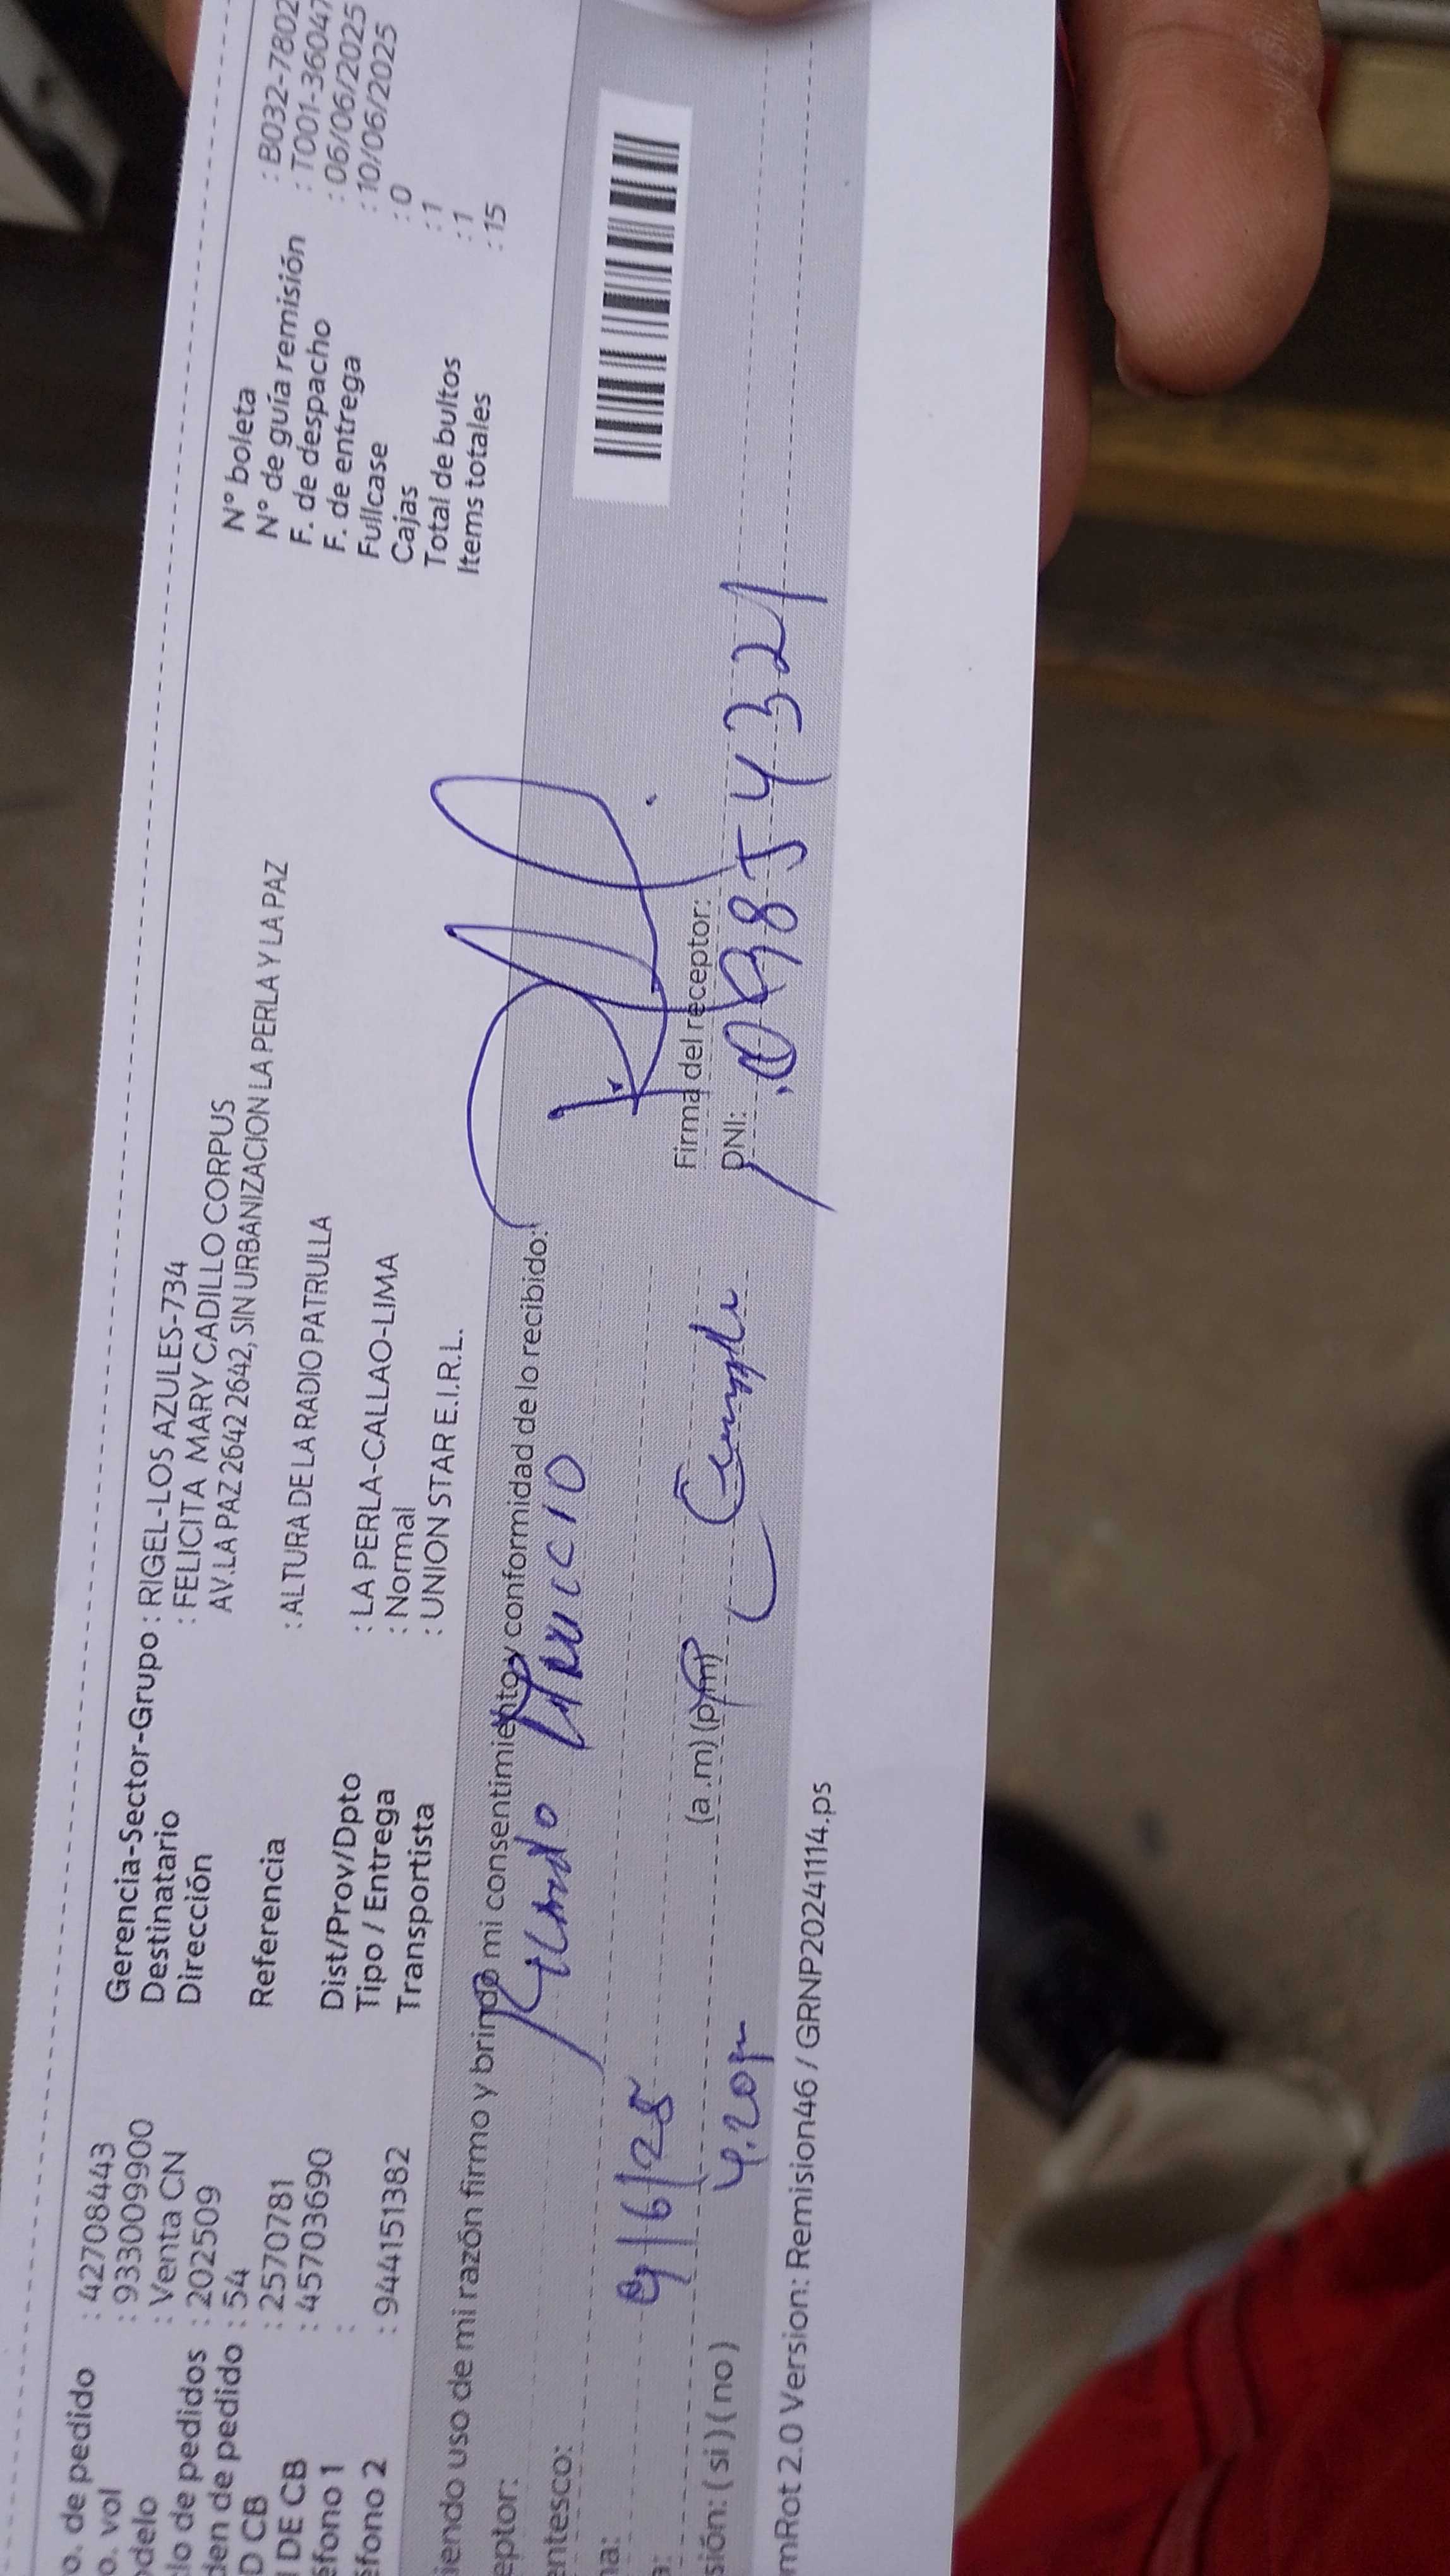 o. de pedido : 42708443
o. vol : 933009900
odelo : Venta CN
lo de pedidos : 202509
den de pedido : 54
D CB : 2570781
DE CB : 45703690
éfono 1 :
éfono 2 : 944151382
Gerencia-Sector-Grupo : RIGEL-LOS AZULES-734
Destinatario : FELICITA MARY CADILLO CORPUS
Dirección AV.LA PAZ 2642 2642, SIN URBANIZACION LA PERLA Y LA PAZ
Referencia : ALTURA DE LA RADIO PATRULLA
Dist/Prov/Dpto : LA PERLA-CALLAO-LIMA
Tipo / Entrega : Normal
Transportista : UNION STAR E.I.R.L.
N° boleta : B032-7802
N° de guía remisión : T001-36047
F. de despacho : 06/06/2025
F. de entrega : 10/06/2025
Fullcase : 0
Cajas : 1
Total de bultos : 1
Items totales : 15
iendo uso de mi razón firmo y brindo mi consentimiento y conformidad de lo recibido:
eptor:
entesco:
na: 9/6/25
a: 4:20 (a .m) (p.m)
sión: ( si ) ( no )
Firma del receptor:
DNI: 09854321
mRot 2.0 Version: Remision46 / GRNP20241114.ps